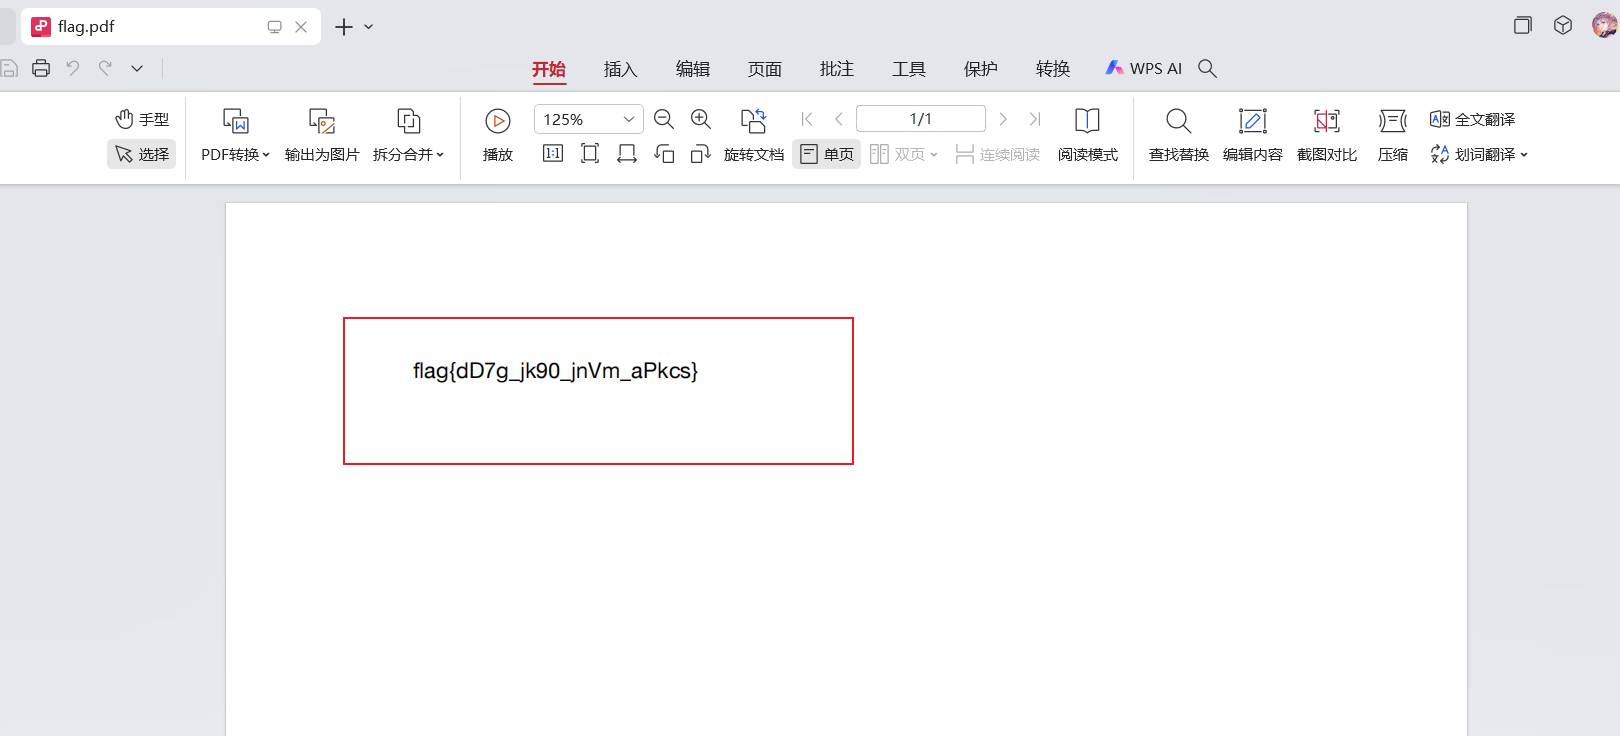 flag.pdf
开始 插入 编辑 页面 批注 工具 保护 转换 WPS AI
手型 125% 1/1 全文翻译
选择 PDF转换 输出为图片 拆分合并 播放 1:1 旋转文档 单页 双页 连续阅读 阅读模式 查找替换 编辑内容 截图对比 压缩 划词翻译
flag{dD7g_jk90_jnVm_aPkcs}